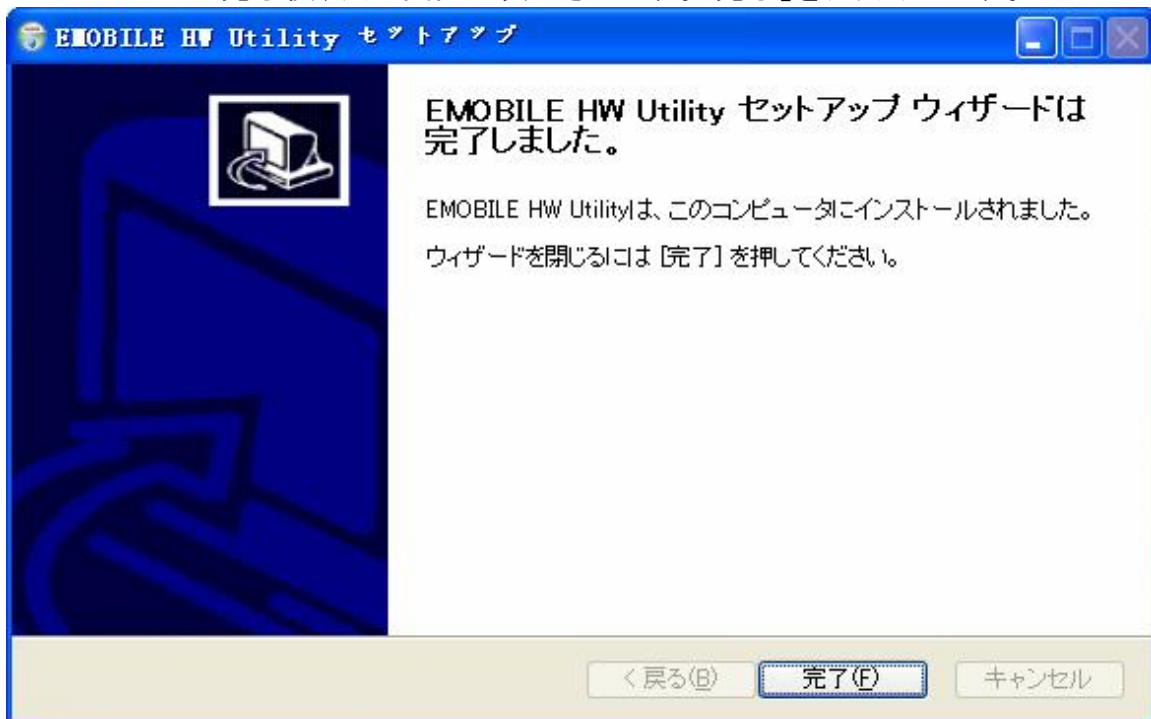 EMOBILE HW Utility セットアップ
EMOBILE HW Utility セットアップ ウィザードは
完了しました。
EMOBILE HW Utilityは、このコンピュータにインストールされました。
ウィザードを閉じるには [完了] を押してください。
< 戻る(B)
完了(F)
キャンセル